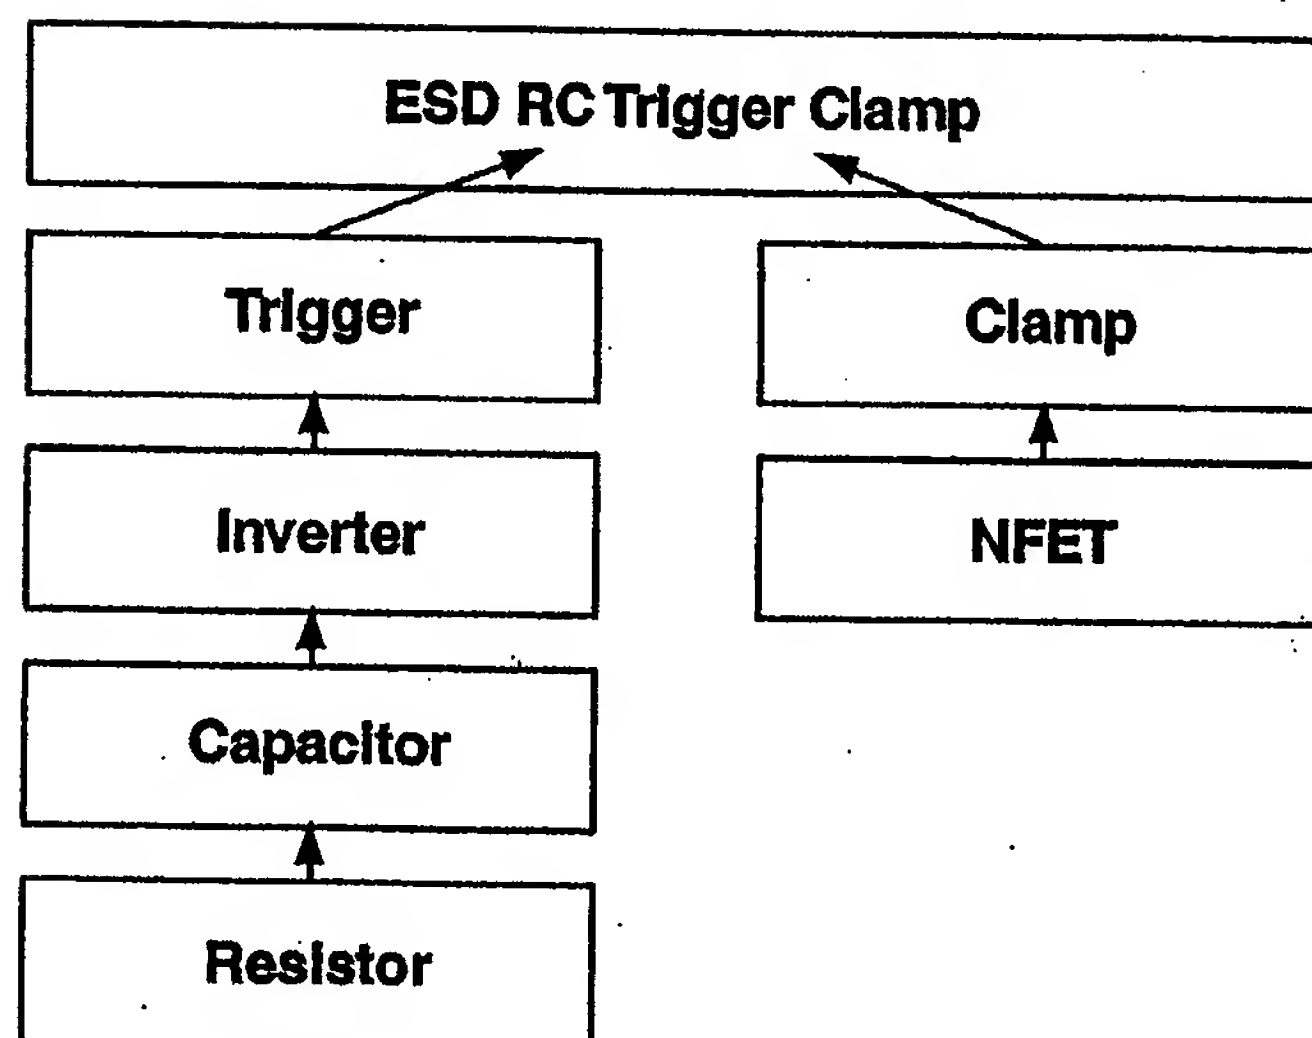 ESD RC Trigger Clamp
Trigger
Clamp
Inverter
NFET
Capacitor
Resistor